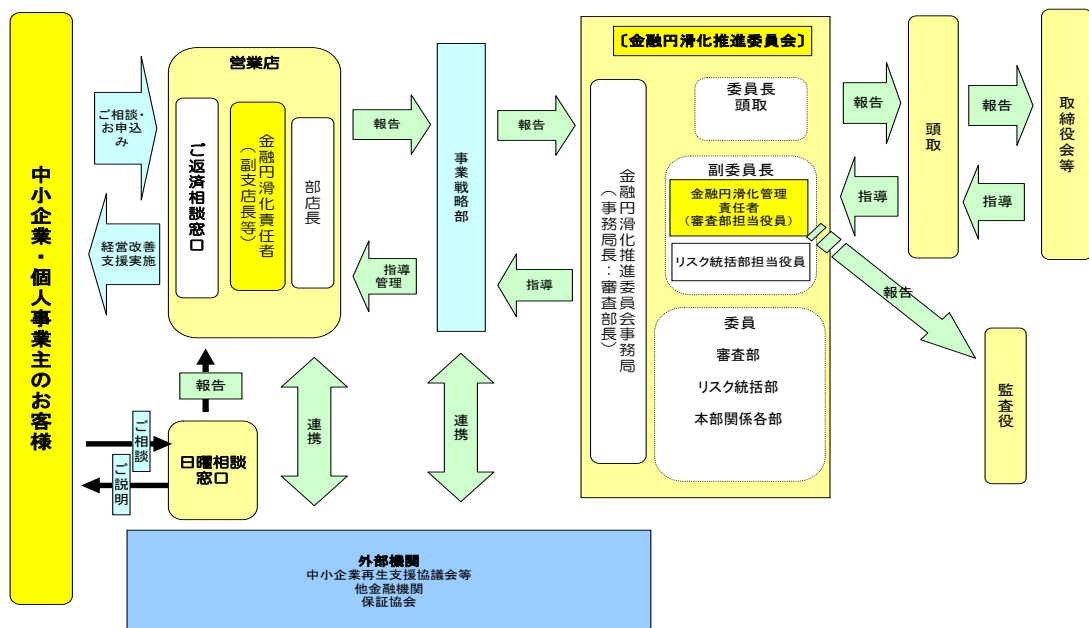 中小企業・個人事業主のお客様
ご相談・
お申込
み
経営改善
支援実施
営業店
ご返済相談窓口
金融円滑化責任者
(副支店長等)
部店長
報告
指導
管理
報告
ご相談
ご説明
日曜相談
窓口
連携
事業戦略部
連携
報告
指導
〔金融円滑化推進委員会〕
金融円滑化推進委員会事務局
(事務局長:審査部長)
委員長
頭取
副委員長
金融円滑化管理
責任者
(審査部担当役員)
リスク統括部担当役員
委員
審査部
リスク統括部
本部関係各部
報告
指導
頭取
報告
指導
取締役会等
報告
監査役
外部機関
中小企業再生支援協議会等
他金融機関
保証協会